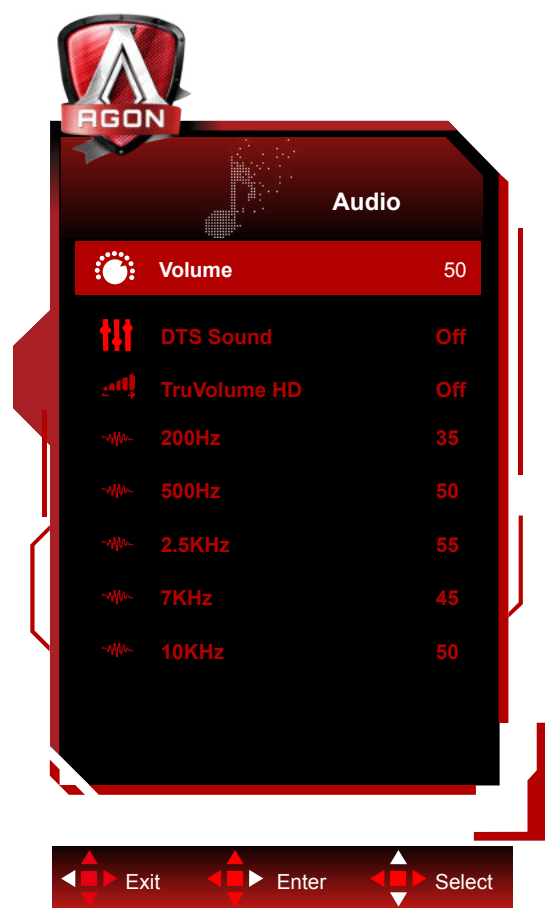 AGON
Audio
Volume 50
DTS Sound Off
TruVolume HD Off
200Hz 35
500Hz 50
2.5KHz 55
7KHz 45
10KHz 50
Exit Enter Select